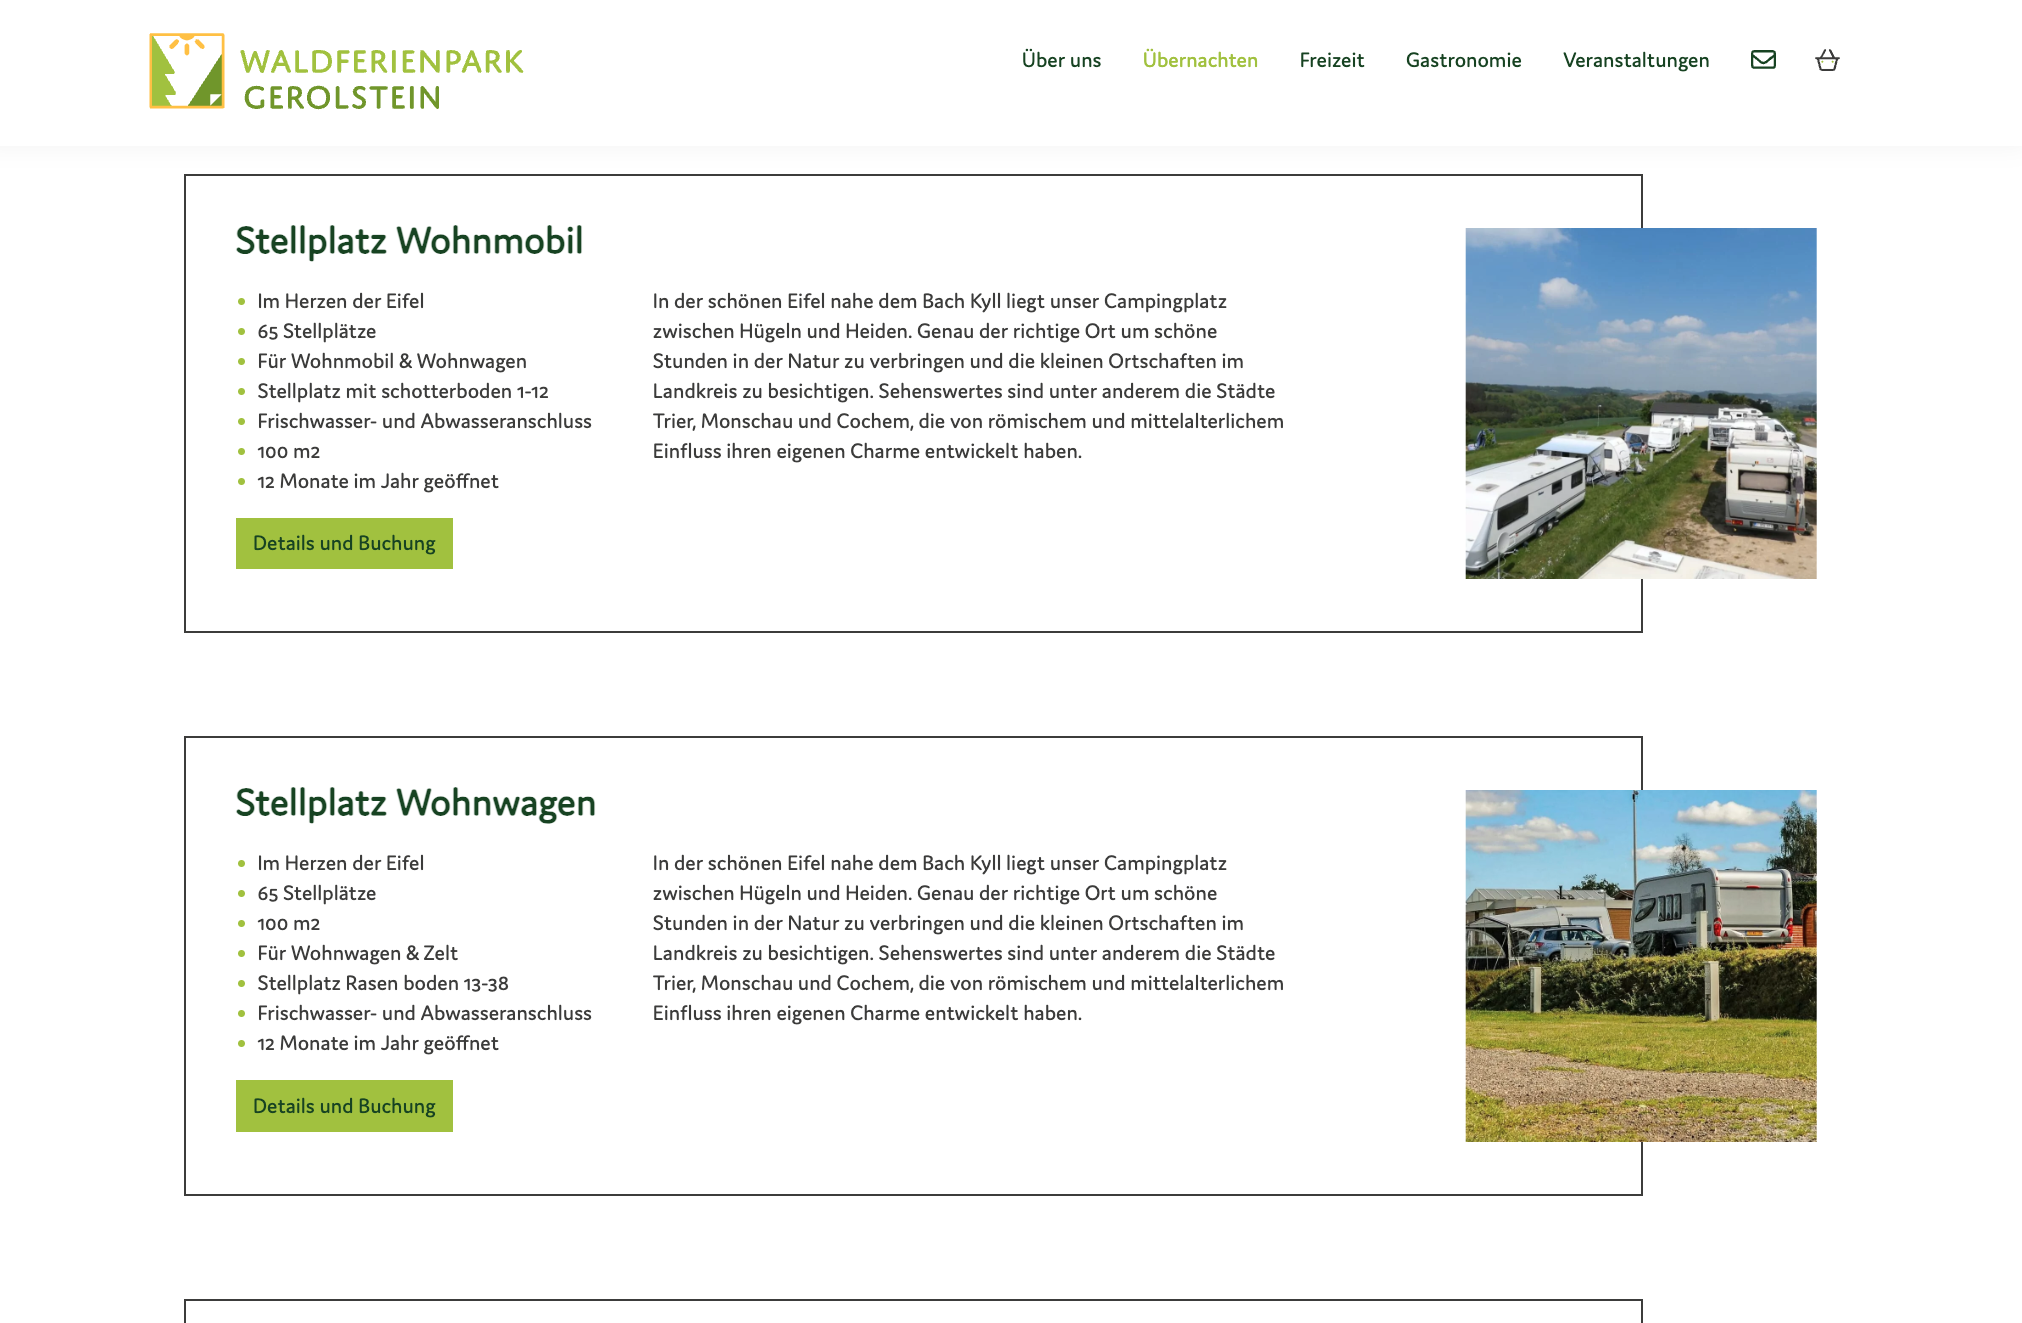 WALDFERIENPARK
GEROLSTEIN
Über uns Übernachten Freizeit Gastronomie Veranstaltungen
Stellplatz Wohnmobil
Im Herzen der Eifel
65 Stellplätze
Für Wohnmobil & Wohnwagen
Stellplatz mit schotterboden 1-12
Frischwasser- und Abwasseranschluss
100 m2
12 Monate im Jahr geöffnet
In der schönen Eifel nahe dem Bach Kyll liegt unser Campingplatz
zwischen Hügeln und Heiden. Genau der richtige Ort um schöne
Stunden in der Natur zu verbringen und die kleinen Ortschaften im
Landkreis zu besichtigen. Sehenswertes sind unter anderem die Städte
Trier, Monschau und Cochem, die von römischem und mittelalterlichem
Einfluss ihren eigenen Charme entwickelt haben.
Details und Buchung
Stellplatz Wohnwagen
Im Herzen der Eifel
65 Stellplätze
100 m2
Für Wohnwagen & Zelt
Stellplatz Rasen boden 13-38
Frischwasser- und Abwasseranschluss
12 Monate im Jahr geöffnet
In der schönen Eifel nahe dem Bach Kyll liegt unser Campingplatz
zwischen Hügeln und Heiden. Genau der richtige Ort um schöne
Stunden in der Natur zu verbringen und die kleinen Ortschaften im
Landkreis zu besichtigen. Sehenswertes sind unter anderem die Städte
Trier, Monschau und Cochem, die von römischem und mittelalterlichem
Einfluss ihren eigenen Charme entwickelt haben.
Details und Buchung